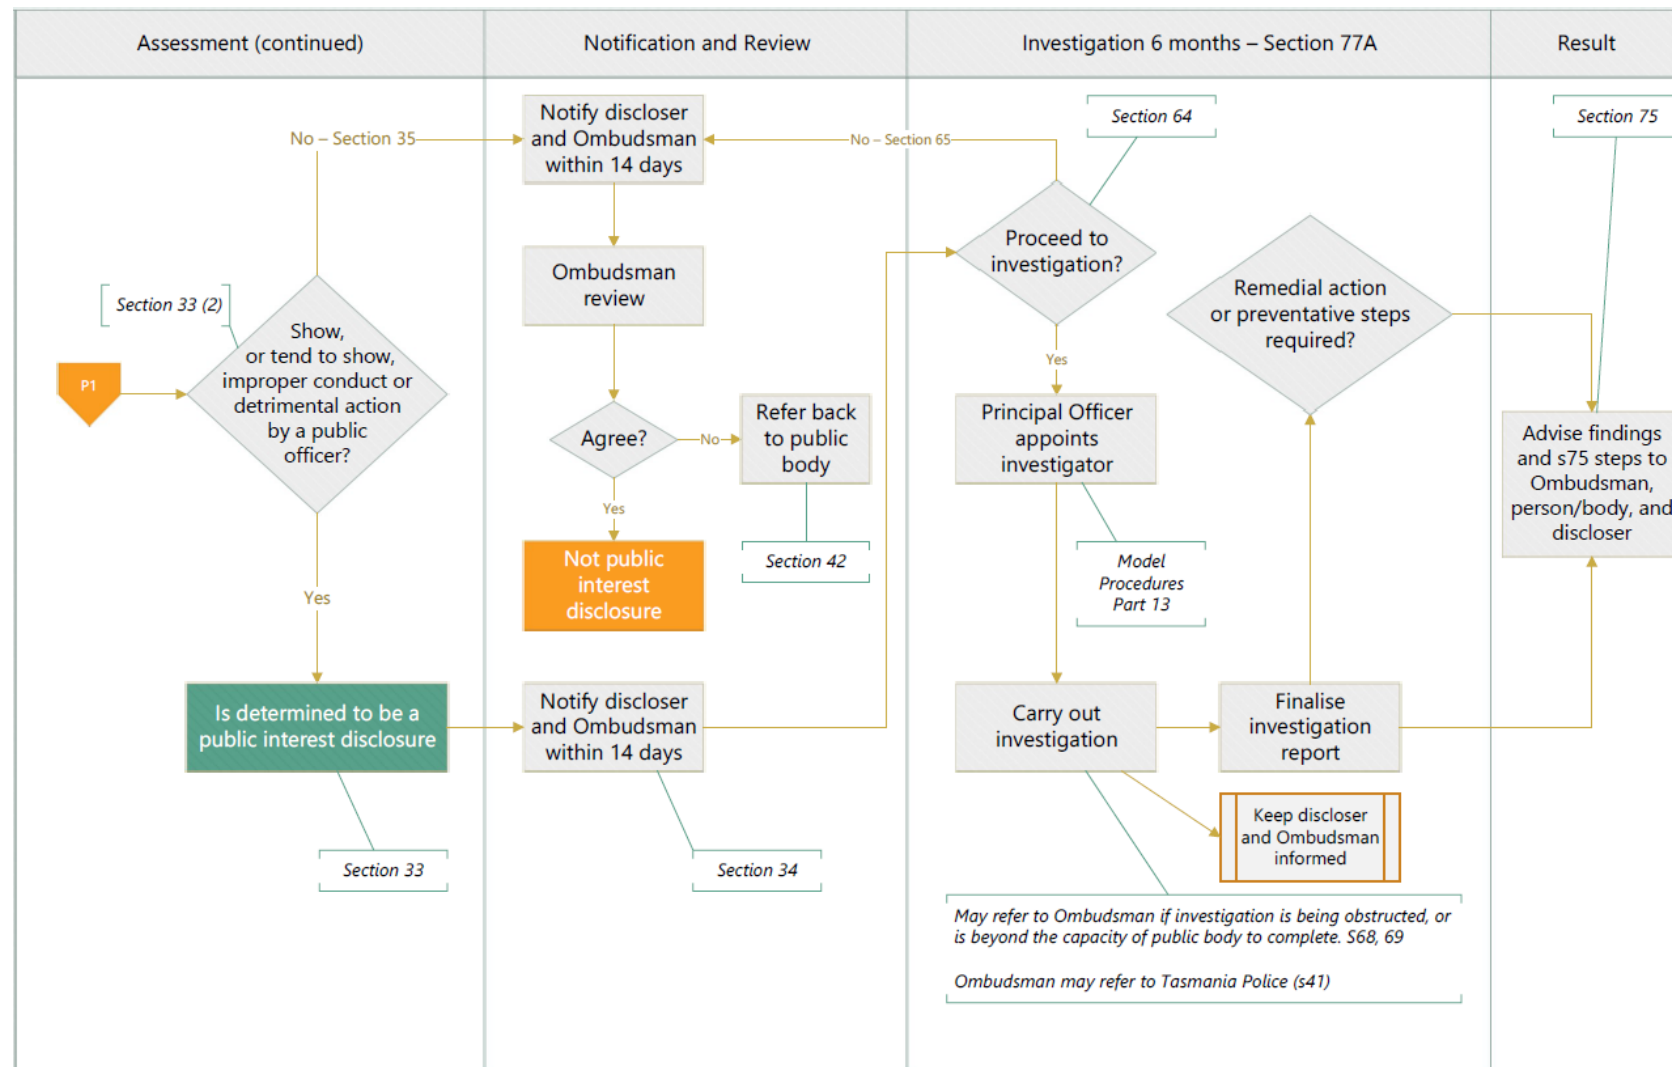 Assessment (continued)
Notification and Review
Investigation 6 months – Section 77A
Result
No – Section 35
Section 33 (2)
P1
Show,
or tend to show,
improper conduct or
detrimental action
by a public
officer?
Yes
Is determined to be a
public interest disclosure
Section 33
Notify discloser
and Ombudsman
within 14 days
Ombudsman
review
Agree?
No
Refer back
to public
body
Section 42
Yes
Not public
interest
disclosure
Notify discloser
and Ombudsman
within 14 days
Section 34
No – Section 65
Section 64
Proceed to
investigation?
Yes
Principal Officer
appoints
investigator
Model
Procedures
Part 13
Carry out
investigation
Finalise
investigation
report
Keep discloser
and Ombudsman
informed
May refer to Ombudsman if investigation is being obstructed, or
is beyond the capacity of public body to complete. S68, 69
Ombudsman may refer to Tasmania Police (s41)
Remedial action
or preventative steps
required?
Section 75
Advise findings
and s75 steps to
Ombudsman,
person/body, and
discloser